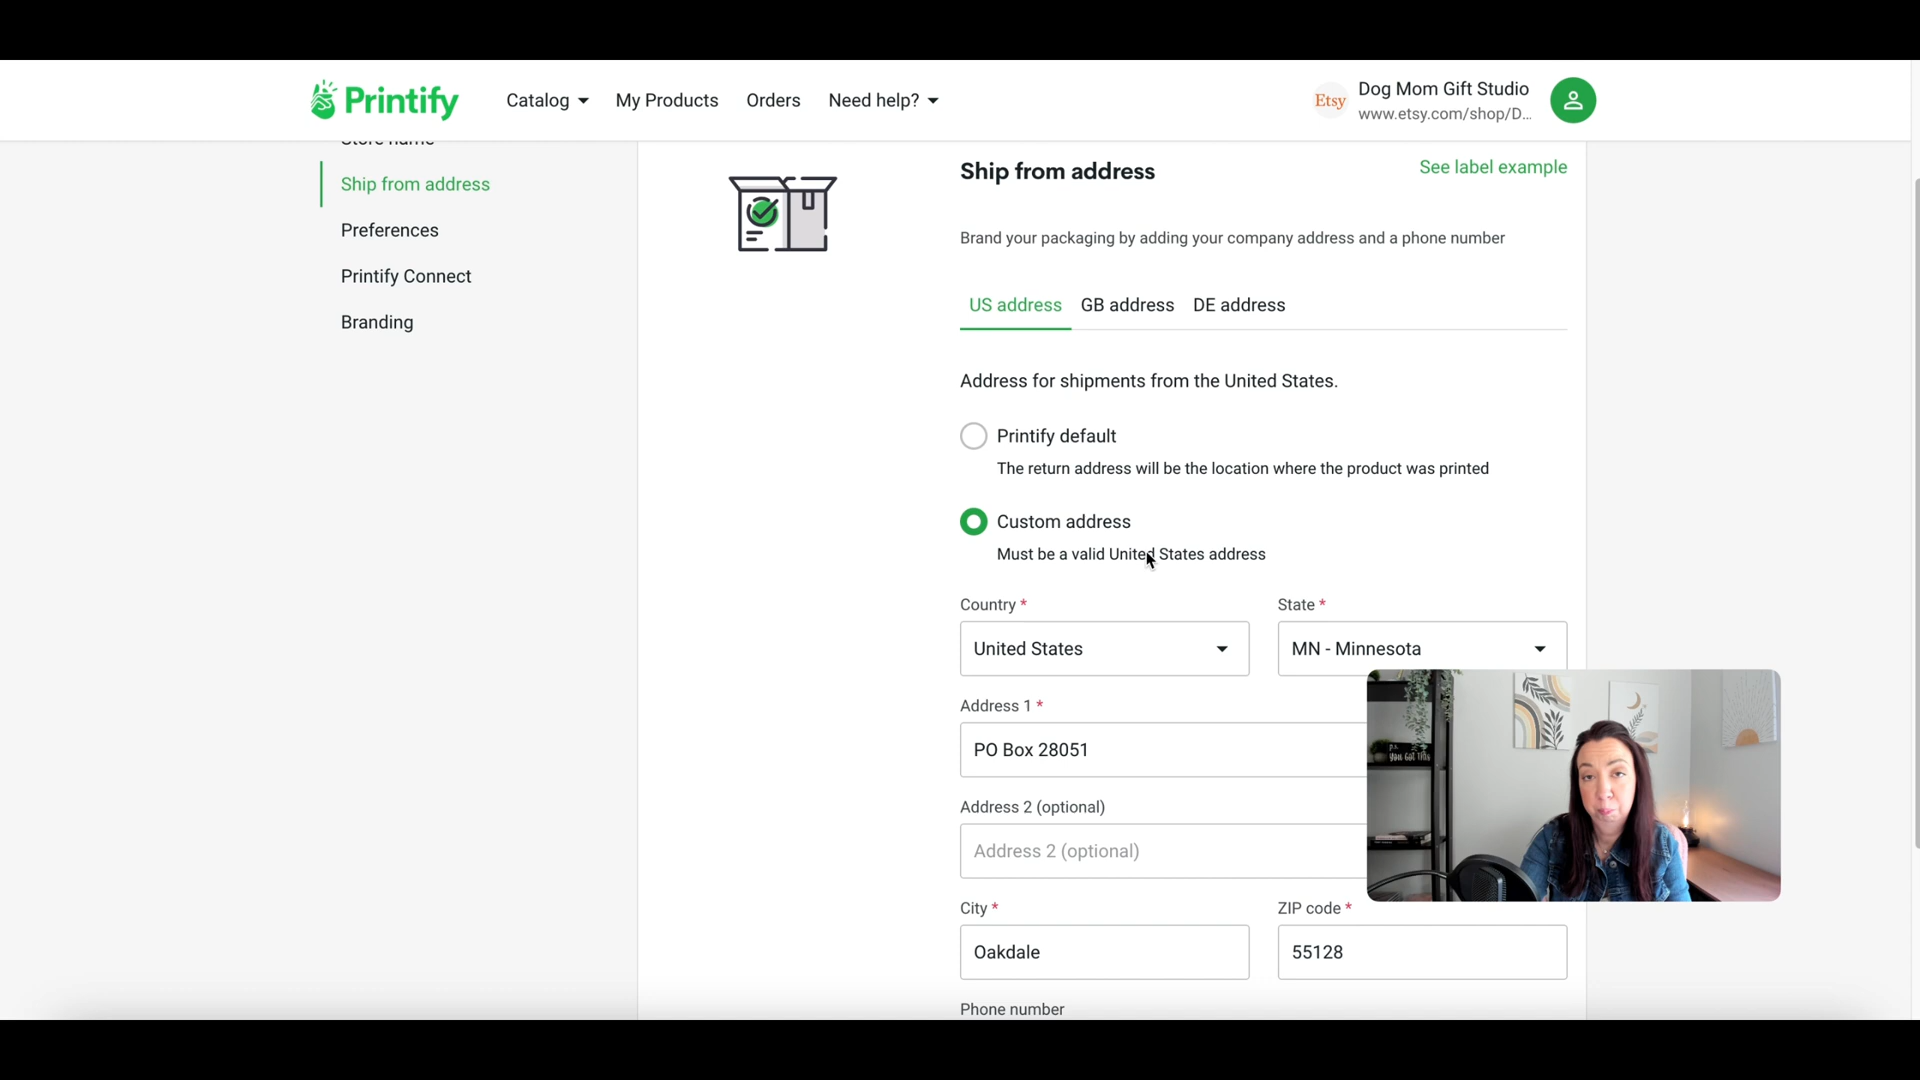 Printify
Catalog
My Products
Orders
Need help?
Etsy
Dog Mom Gift Studio
www.etsy.com/shop/D...
Store name
Ship from address
Preferences
Printify Connect
Branding
Ship from address
See label example
Brand your packaging by adding your company address and a phone number
US address
GB address
DE address
Address for shipments from the United States.
Printify default
The return address will be the location where the product was printed
Custom address
Must be a valid United States address
Country *
State *
United States
MN - Minnesota
Address 1 *
PO Box 28051
Address 2 (optional)
Address 2 (optional)
City *
ZIP code *
Oakdale
55128
Phone number
p.s.
you got this